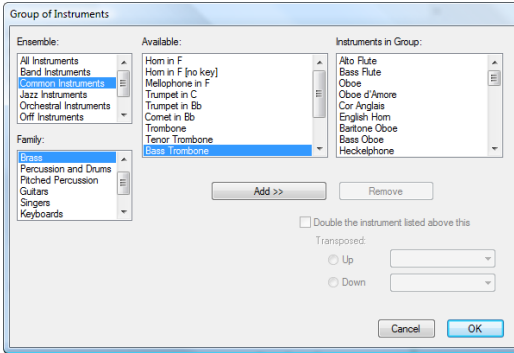 Group of Instruments
Ensemble:
All Instruments
Band Instruments
Common Instruments
Jazz Instruments
Orchestral Instruments
Orff Instruments
Family:
Brass
Percussion and Drums
Pitched Percussion
Guitars
Singers
Keyboards
Available:
Horn in F
Horn in F [no key]
Mellophone in F
Trumpet in C
Trumpet in Bb
Cornet in Bb
Trombone
Tenor Trombone
Bass Trombone
Instruments in Group:
Alto Flute
Bass Flute
Oboe
Oboe d'Amore
Cor Anglais
English Horn
Baritone Oboe
Bass Oboe
Heckelphone
Add >>
Remove
Double the instrument listed above this
Transposed:
Up
Down
Cancel
OK